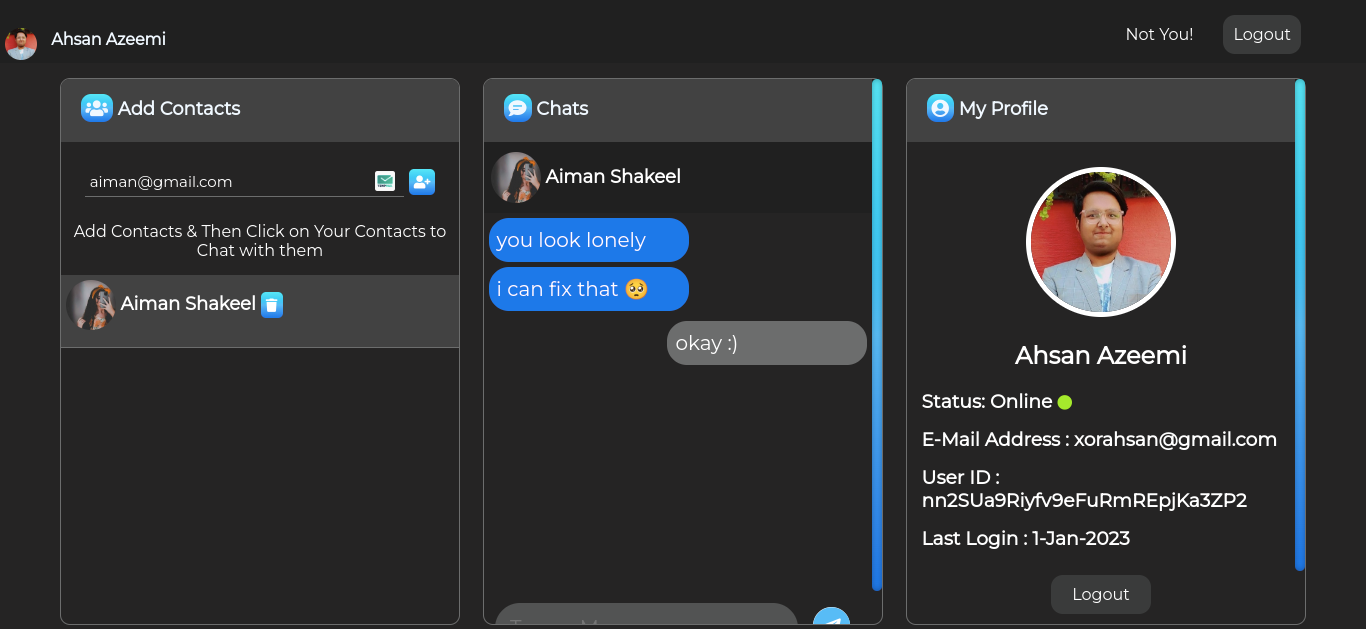 Ahsan Azeemi
Not You!
Logout
Add Contacts
aiman@gmail.com
Add Contacts & Then Click on Your Contacts to
Chat with them
Aiman Shakeel
Chats
Aiman Shakeel
you look lonely
i can fix that 🥺
okay :)
My Profile
Ahsan Azeemi
Status: Online
E-Mail Address : xorahsan@gmail.com
User ID :
nn2SUa9Riyfv9eFuRmREpjKa3ZP2
Last Login : 1-Jan-2023
Logout